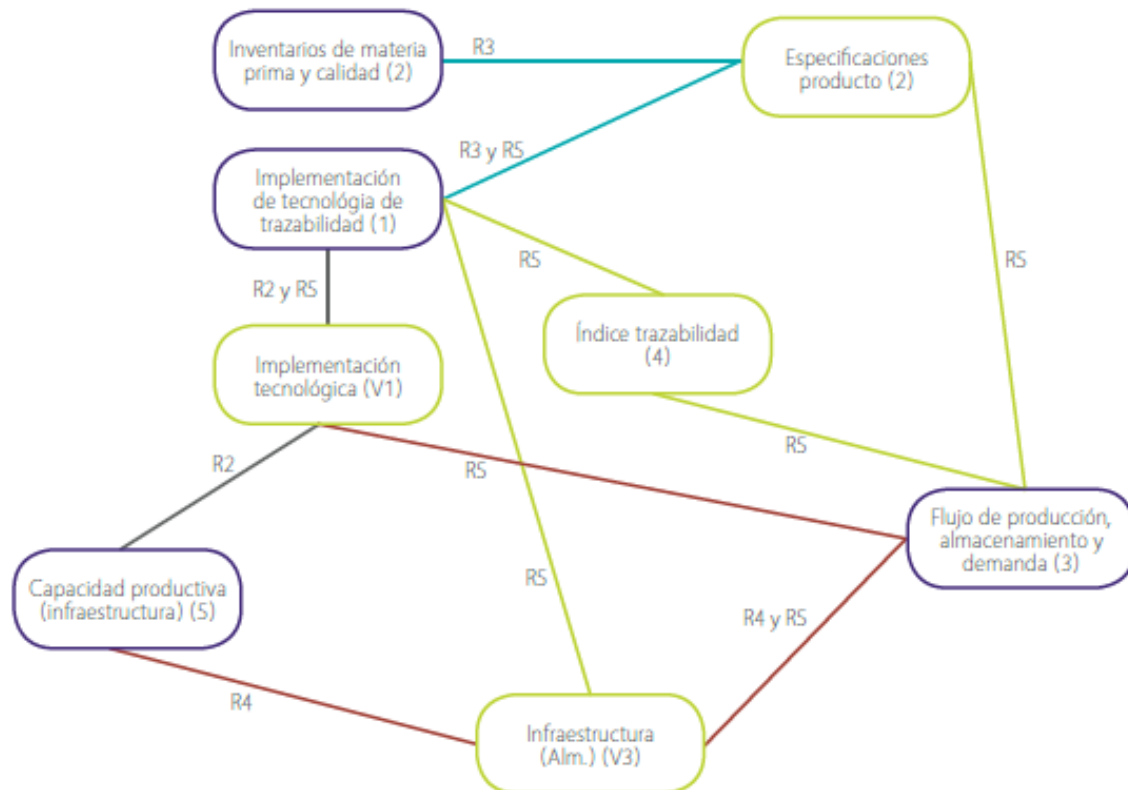 Inventarios de materia
prima y calidad (2)
R3
Especificaciones
producto (2)
R3 y R5
Implementación
de tecnológia de
trazabilidad (1)
R5
R5
R2 y R5
Índice trazabilidad
(4)
Implementación
tecnológica (V1)
R5
R2
R5
Flujo de producción,
almacenamiento y
demanda (3)
R5
Capacidad productiva
(infraestructura) (5)
R4 y R5
R4
Infraestructura
(Alm.) (V3)